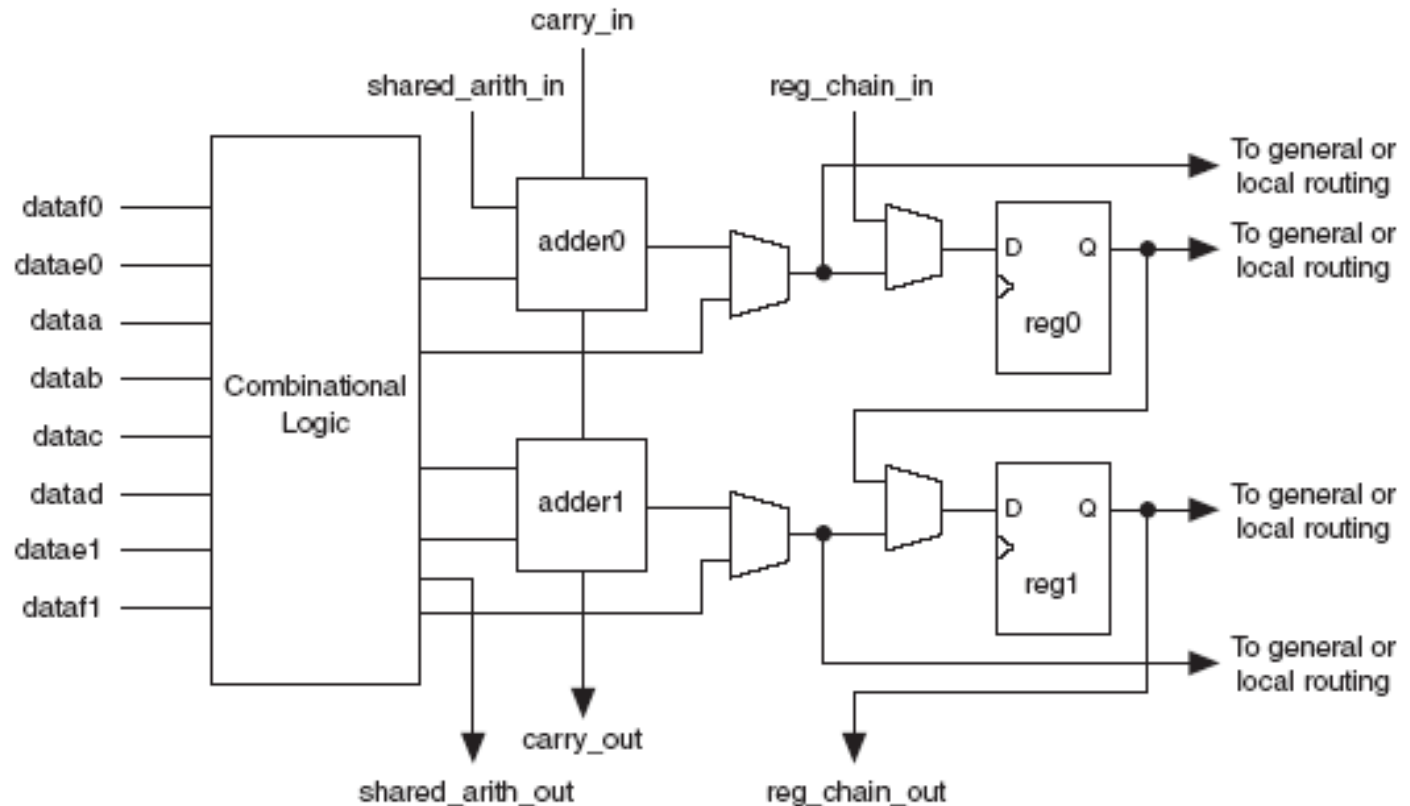 carry_in
shared_arith_in
reg_chain_in
To general or
local routing
dataf0
adder0
D
Q
To general or
local routing
datae0
dataa
reg0
datab
Combinational
Logic
datac
datad
adder1
D
Q
To general or
local routing
datae1
reg1
dataf1
To general or
local routing
carry_out
shared_arith_out
reg_chain_out